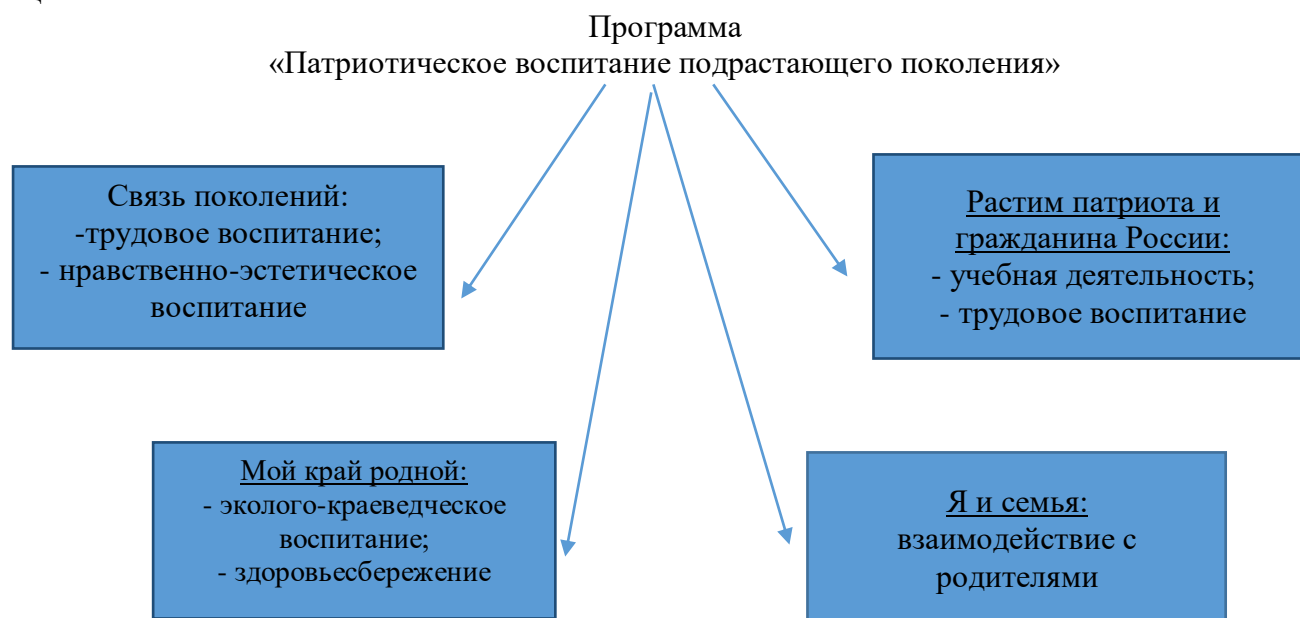 Программа
«Патриотическое воспитание подрастающего поколения»
Связь поколений:
-трудовое воспитание;
- нравственно-эстетическое
воспитание
Растим патриота и
гражданина России:
- учебная деятельность;
- трудовое воспитание
Мой край родной:
- эколого-краеведческое
воспитание;
- здоровьесбережение
Я и семья:
взаимодействие с
родителями